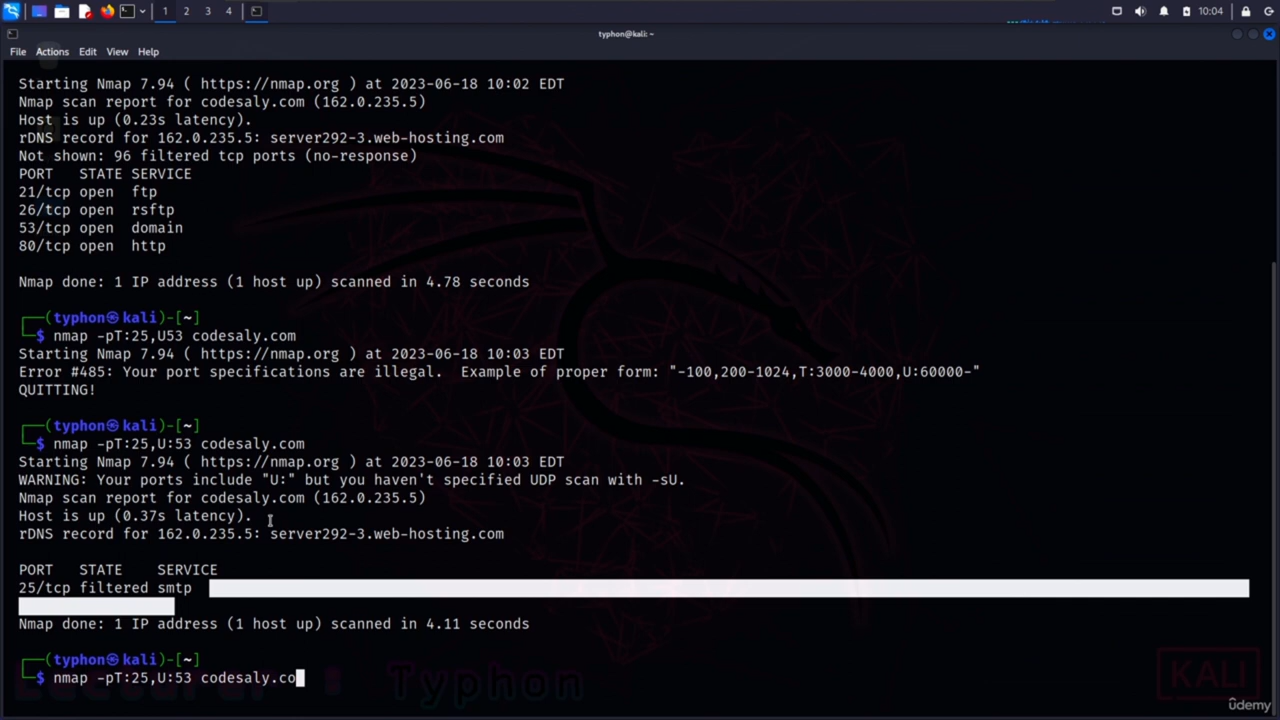 1 2 3 4 10:04
typhon@kali: ~
File Actions Edit View Help
Starting Nmap 7.94 ( https://nmap.org ) at 2023-06-18 10:02 EDT
Nmap scan report for codesaly.com (162.0.235.5)
Host is up (0.23s latency).
rDNS record for 162.0.235.5: server292-3.web-hosting.com
Not shown: 96 filtered tcp ports (no-response)
PORT STATE SERVICE
21/tcp open ftp
26/tcp open rsftp
53/tcp open domain
80/tcp open http
Nmap done: 1 IP address (1 host up) scanned in 4.78 seconds
┌──(typhon㉿kali)-[~]
└─$ nmap -pT:25,U53 codesaly.com
Starting Nmap 7.94 ( https://nmap.org ) at 2023-06-18 10:03 EDT
Error #485: Your port specifications are illegal. Example of proper form: "-100,200-1024,T:3000-4000,U:60000-"
QUITTING!
┌──(typhon㉿kali)-[~]
└─$ nmap -pT:25,U:53 codesaly.com
Starting Nmap 7.94 ( https://nmap.org ) at 2023-06-18 10:03 EDT
WARNING: Your ports include "U:" but you haven't specified UDP scan with -sU.
Nmap scan report for codesaly.com (162.0.235.5)
Host is up (0.37s latency).
rDNS record for 162.0.235.5: server292-3.web-hosting.com
PORT STATE SERVICE
25/tcp filtered smtp
Nmap done: 1 IP address (1 host up) scanned in 4.11 seconds
┌──(typhon㉿kali)-[~]
└─$ nmap -pT:25,U:53 codesaly.co
Typhon
KALI
ûdemy